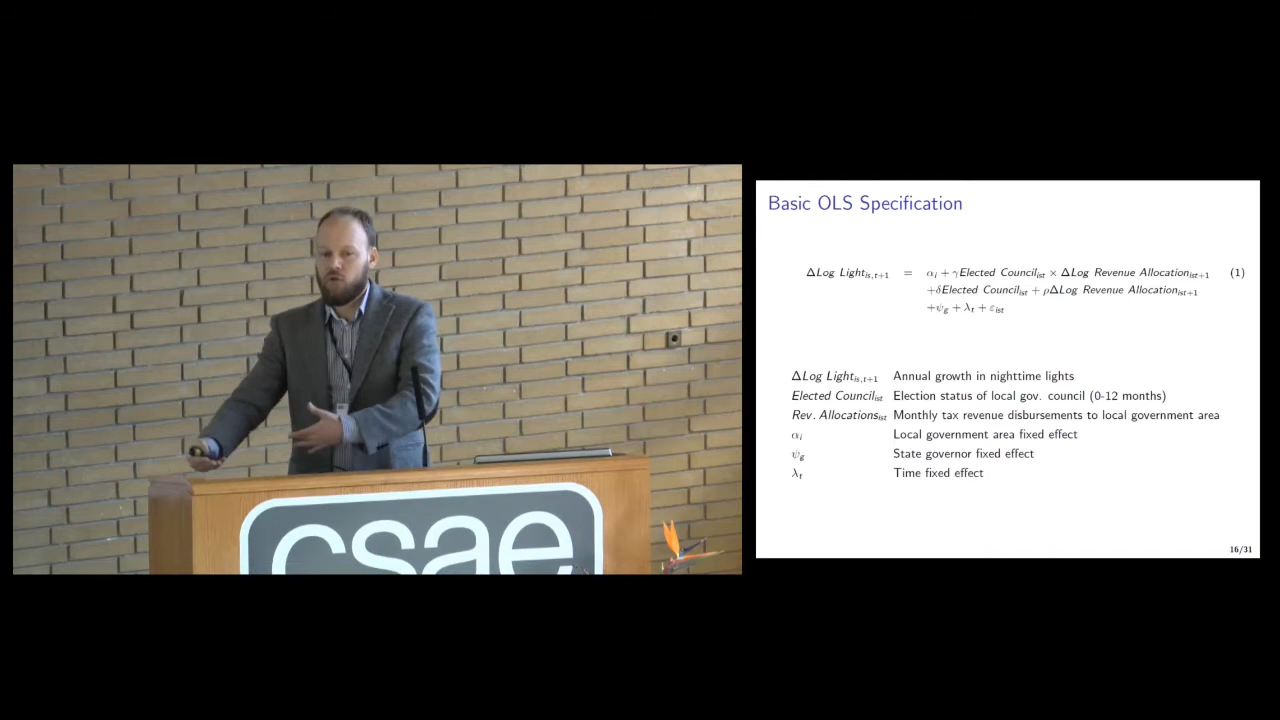 csae
Basic OLS Specification
ΔLog Light_{is,t+1} = α_i + γElected Council_{ist} × ΔLog Revenue Allocation_{ist+1} (1)
+δElected Council_{ist} + ρΔLog Revenue Allocation_{ist+1}
+ψ_g + λ_t + ε_{ist}
ΔLog Light_{is,t+1} Annual growth in nighttime lights
Elected Council_{ist} Election status of local gov. council (0-12 months)
Rev. Allocations_{ist} Monthly tax revenue disbursements to local government area
α_i Local government area fixed effect
ψ_g State governor fixed effect
λ_t Time fixed effect
16/31